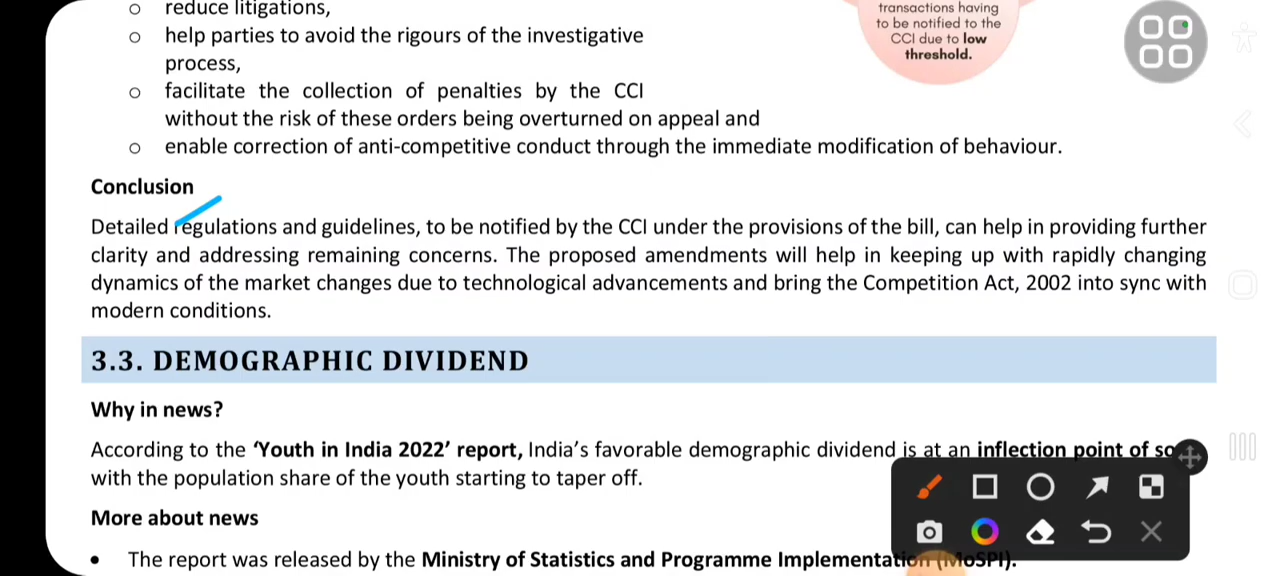 reduce litigations,
help parties to avoid the rigours of the investigative
process,
facilitate the collection of penalties by the CCI
without the risk of these orders being overturned on appeal and
enable correction of anti-competitive conduct through the immediate modification of behaviour.
transactions having
to be notified to the
CCI due to low
threshold.
Conclusion
Detailed regulations and guidelines, to be notified by the CCI under the provisions of the bill, can help in providing further
clarity and addressing remaining concerns. The proposed amendments will help in keeping up with rapidly changing
dynamics of the market changes due to technological advancements and bring the Competition Act, 2002 into sync with
modern conditions.
3.3. DEMOGRAPHIC DIVIDEND
Why in news?
According to the ‘Youth in India 2022’ report, India’s favorable demographic dividend is at an inflection point of
with the population share of the youth starting to taper off.
More about news
• The report was released by the Ministry of Statistics and Programme Implementation (MoSPI).